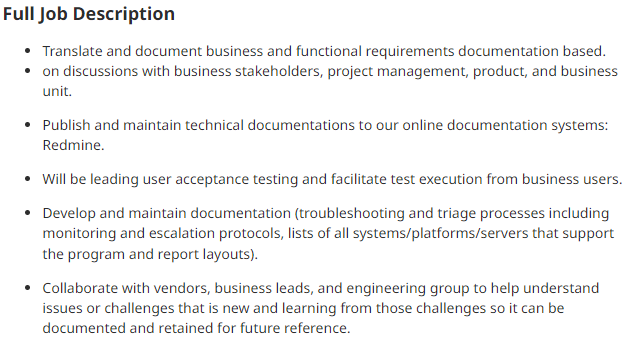 Full Job Description
• Translate and document business and functional requirements documentation based.
• on discussions with business stakeholders, project management, product, and business
unit.
• Publish and maintain technical documentations to our online documentation systems:
Redmine.
• Will be leading user acceptance testing and facilitate test execution from business users.
• Develop and maintain documentation (troubleshooting and triage processes including
monitoring and escalation protocols, lists of all systems/platforms/servers that support
the program and report layouts).
• Collaborate with vendors, business leads, and engineering group to help understand
issues or challenges that is new and learning from those challenges so it can be
documented and retained for future reference.